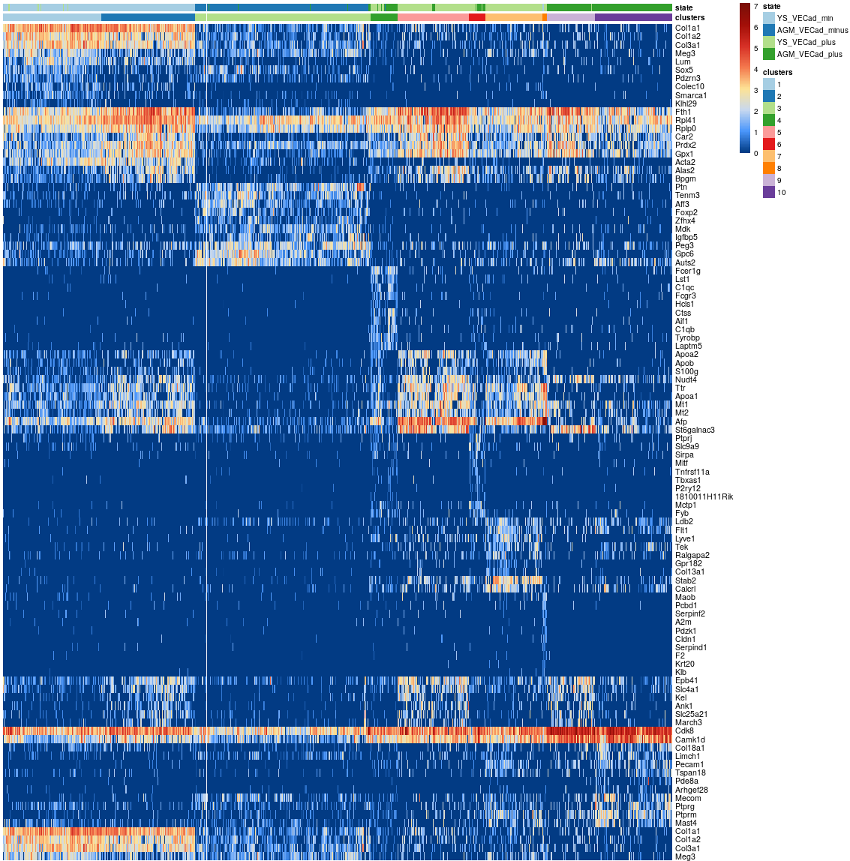 state
clusters
Col1a1
Col1a2
Col3a1
Meg3
Lum
Sox5
Pdzrn3
Colec10
Smarca1
Klhl29
Fth1
Rpl41
Rplp0
Car2
Prdx2
Gpx1
Acta2
Alas2
Bpgm
Ptn
Tenm3
Aff3
Foxp2
Zfhx4
Mdk
Igfbp5
Peg3
Gpc6
Auts2
Fcer1g
Lst1
C1qc
Fcgr3
Hcls1
Ctss
Aif1
C1qb
Tyrobp
Laptm5
Apoa2
Apob
S100g
Nudt4
Ttr
Apoa1
Mt1
Mt2
Afp
St6galnac3
Ptprj
Slc9a9
Sirpa
Mitf
Tnfrsf11a
Tbxas1
P2ry12
1810011H11Rik
Mctp1
Fyb
Ldb2
Flt1
Lyve1
Tek
Ralgapa2
Gpr182
Col13a1
Stab2
Calcrl
Maob
Pcbd1
Serpinf2
A2m
Pdzk1
Cldn1
Serpind1
F2
Krt20
Klb
Epb41
Slc4a1
Kel
Ank1
Slc25a21
March3
Cdk8
Camk1d
Col18a1
Limch1
Pecam1
Tspan18
Pde8a
Arhgef28
Mecom
Ptprg
Ptprm
Mast4
Col1a1
Col1a2
Col3a1
Meg3
7
6
5
4
3
2
1
0
state
YS_VECad_min
AGM_VECad_minus
YS_VECad_plus
AGM_VECad_plus
clusters
1
2
3
4
5
6
7
8
9
10